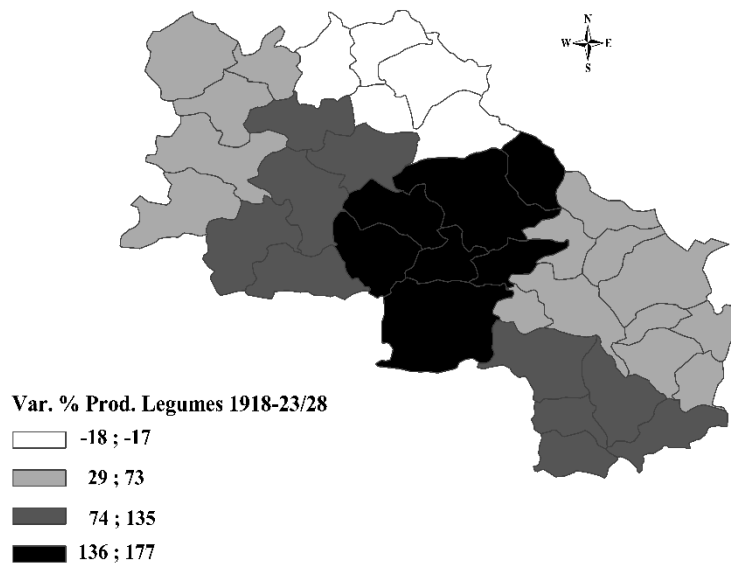 N
W E
S
Var. % Prod. Legumes 1918-23/28
-18 ; -17
29 ; 73
74 ; 135
136 ; 177